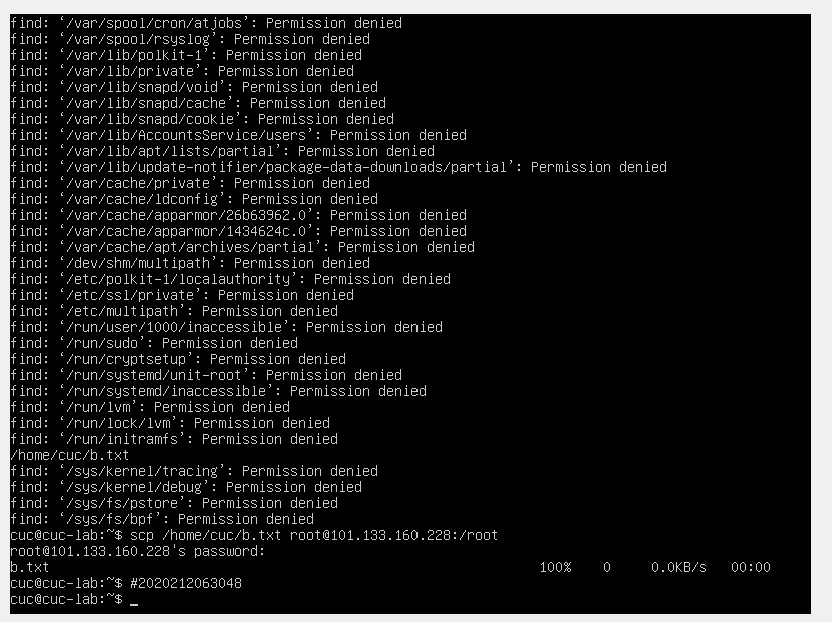 find: ‘/var/spool/cron/atjobs’: Permission denied
find: ‘/var/spool/rsyslog’: Permission denied
find: ‘/var/lib/polkit-1’: Permission denied
find: ‘/var/lib/private’: Permission denied
find: ‘/var/lib/snapd/void’: Permission denied
find: ‘/var/lib/snapd/cache’: Permission denied
find: ‘/var/lib/snapd/cookie’: Permission denied
find: ‘/var/lib/AccountsService/users’: Permission denied
find: ‘/var/lib/apt/lists/partial’: Permission denied
find: ‘/var/lib/update-notifier/package-data-downloads/partial’: Permission denied
find: ‘/var/cache/private’: Permission denied
find: ‘/var/cache/ldconfig’: Permission denied
find: ‘/var/cache/apparmor/26b63962.0’: Permission denied
find: ‘/var/cache/apparmor/1434624c.0’: Permission denied
find: ‘/var/cache/apt/archives/partial’: Permission denied
find: ‘/dev/shm/multipath’: Permission denied
find: ‘/etc/polkit-1/localauthority’: Permission denied
find: ‘/etc/ssl/private’: Permission denied
find: ‘/etc/multipath’: Permission denied
find: ‘/run/user/1000/inaccessible’: Permission denied
find: ‘/run/sudo’: Permission denied
find: ‘/run/cryptsetup’: Permission denied
find: ‘/run/systemd/unit-root’: Permission denied
find: ‘/run/systemd/inaccessible’: Permission denied
find: ‘/run/lvm’: Permission denied
find: ‘/run/lock/lvm’: Permission denied
find: ‘/run/initramfs’: Permission denied
/home/cuc/b.txt
find: ‘/sys/kernel/tracing’: Permission denied
find: ‘/sys/kernel/debug’: Permission denied
find: ‘/sys/fs/pstore’: Permission denied
find: ‘/sys/fs/bpf’: Permission denied
cuc@cuc-lab:~$ scp /home/cuc/b.txt root@101.133.160.228:/root
root@101.133.160.228's password:
b.txt 100% 0 0.0KB/s 00:00
cuc@cuc-lab:~$ #2020212063048
cuc@cuc-lab:~$ _